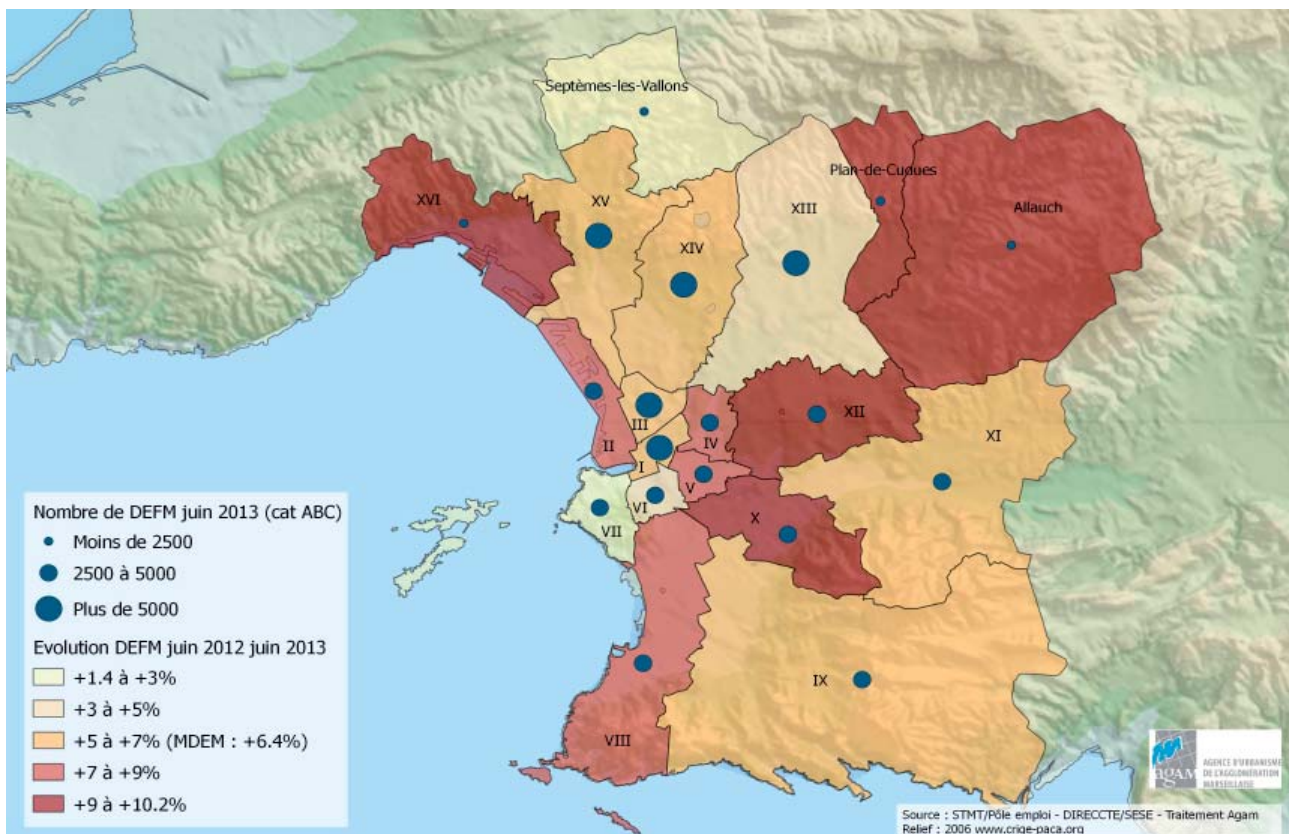 Septèmes-les-Vallons
Plan-de-Cuques
XVI
XV
XIII
Allauch
XIV
XII
III
IV
XI
II
I
V
VI
X
VII
IX
VIII
Nombre de DEFM juin 2013 (cat ABC)
Moins de 2500
2500 à 5000
Plus de 5000
Evolution DEFM juin 2012 juin 2013
+1.4 à +3%
+3 à +5%
+5 à +7% (MDEM : +6.4%)
+7 à +9%
+9 à +10.2%
agam
AGENCE D'URBANISME
DE L'AGGLOMÉRATION
MARSEILLAISE
Source : STMT/Pôle emploi - DIRECCTE/SESE - Traitement Agam
Relief : 2006 www.crige-paca.org